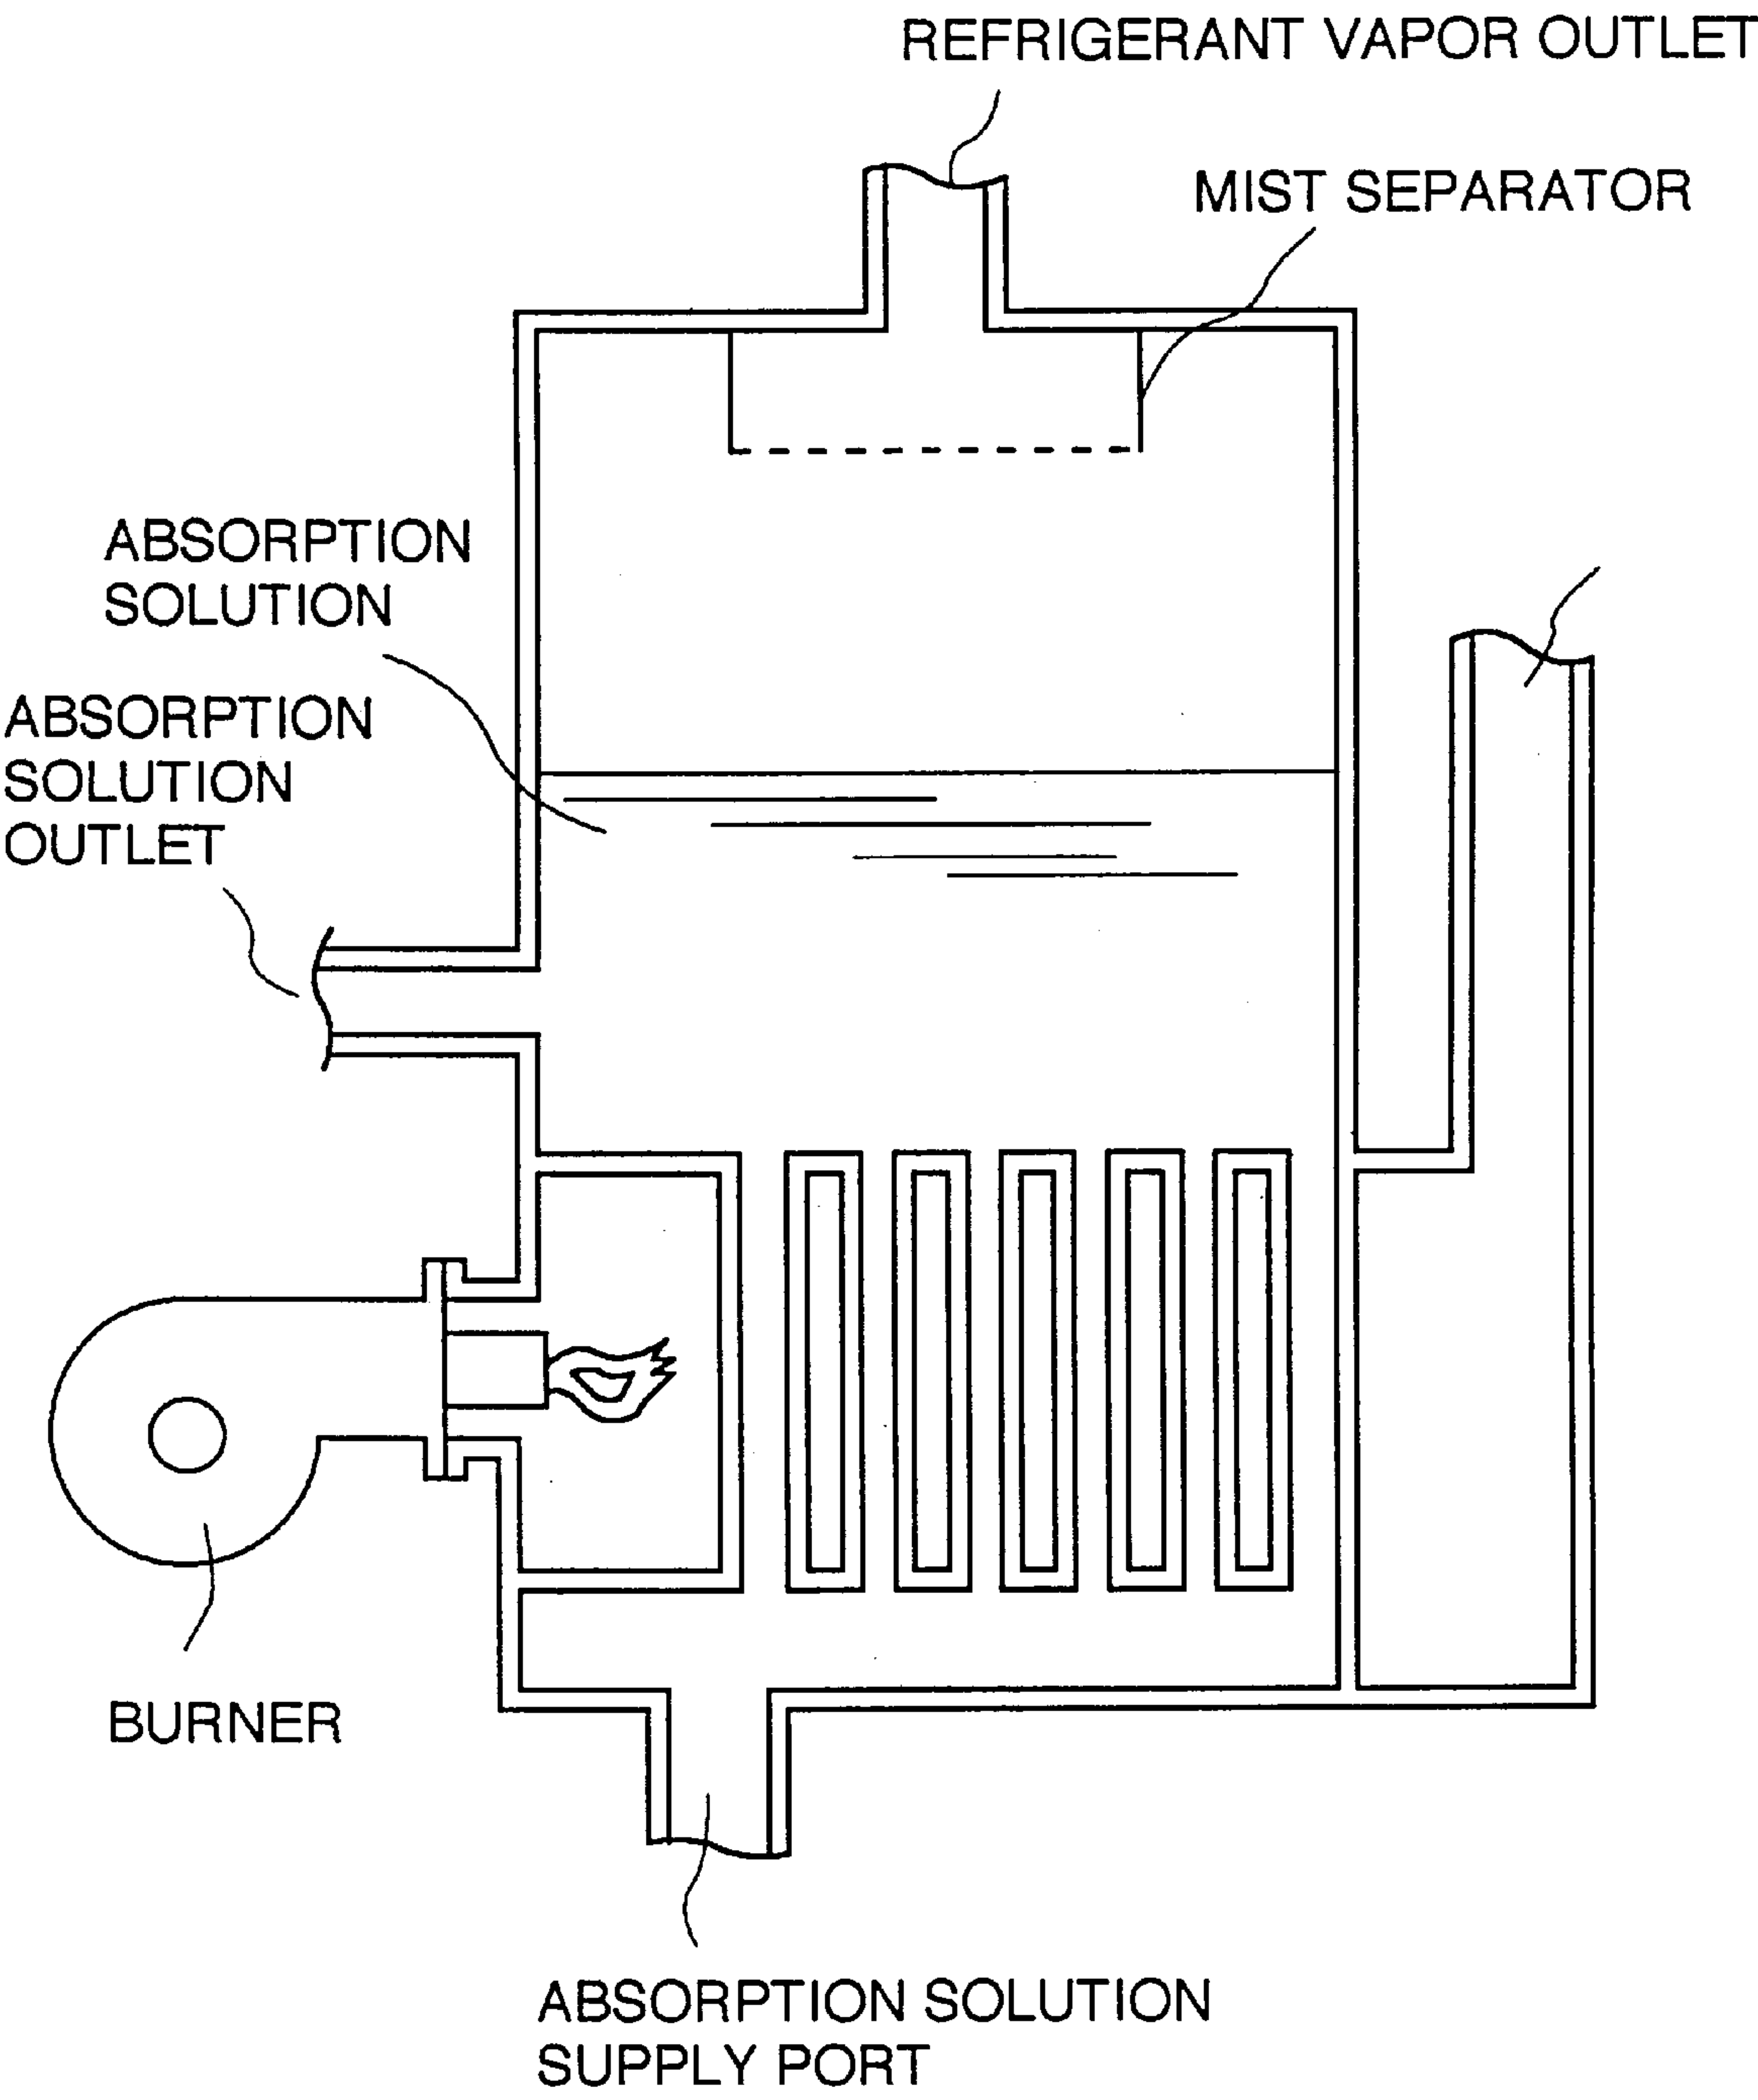 REFRIGERANT VAPOR OUTLET
MIST SEPARATOR
ABSORPTION
SOLUTION
ABSORPTION
SOLUTION
OUTLET
BURNER
ABSORPTION SOLUTION
SUPPLY PORT